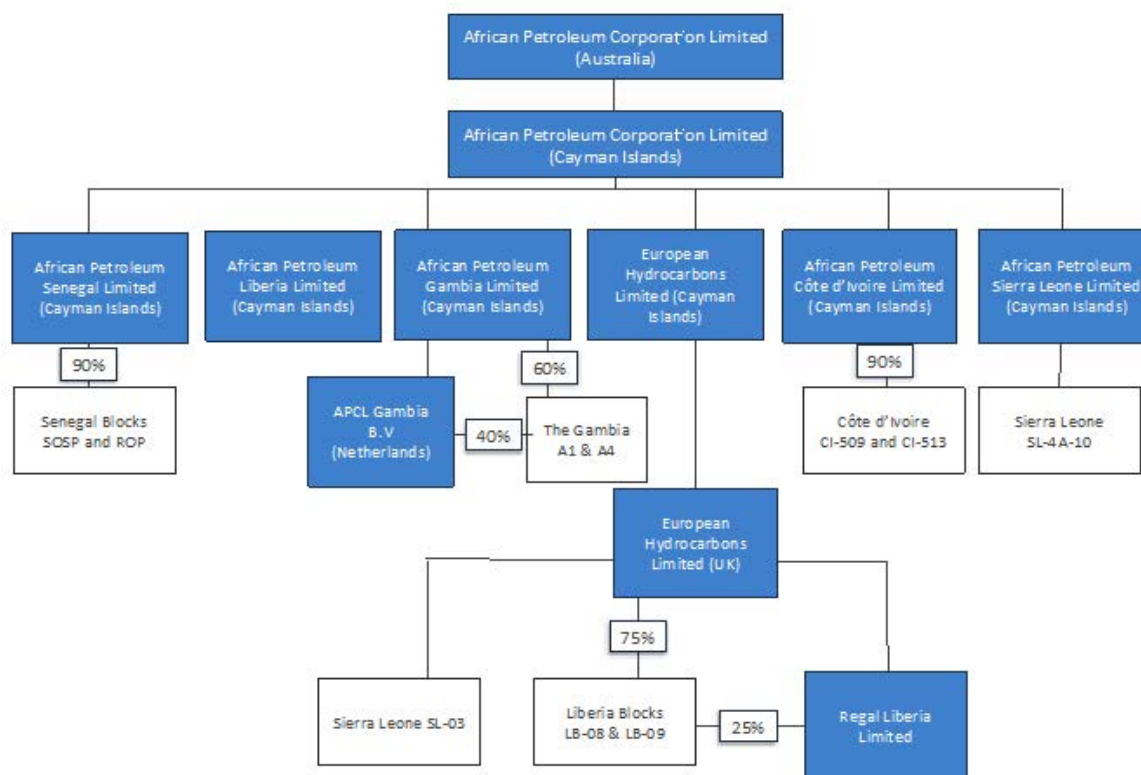 African Petroleum Corporation Limited
(Australia)
African Petroleum Corporation Limited
(Cayman Islands)
African Petroleum
Senegal Limited
(Cayman Islands)
African Petroleum
Liberia Limited
(Cayman Islands)
African Petroleum
Gambia Limited
(Cayman Islands)
European
Hydrocarbons
Limited (Cayman
Islands)
African Petroleum
Côte d’Ivoire Limited
(Cayman Islands)
African Petroleum
Sierra Leone Limited
(Cayman Islands)
90%
60%
90%
Senegal Blocks
SOSP and ROP
APCL Gambia
B.V
(Netherlands)
40%
The Gambia
A1 & A4
Côte d’Ivoire
CI-509 and CI-513
Sierra Leone
SL-4A-10
European
Hydrocarbons
Limited (UK)
75%
Sierra Leone SL-03
Liberia Blocks
LB-08 & LB-09
25%
Regal Liberia
Limited